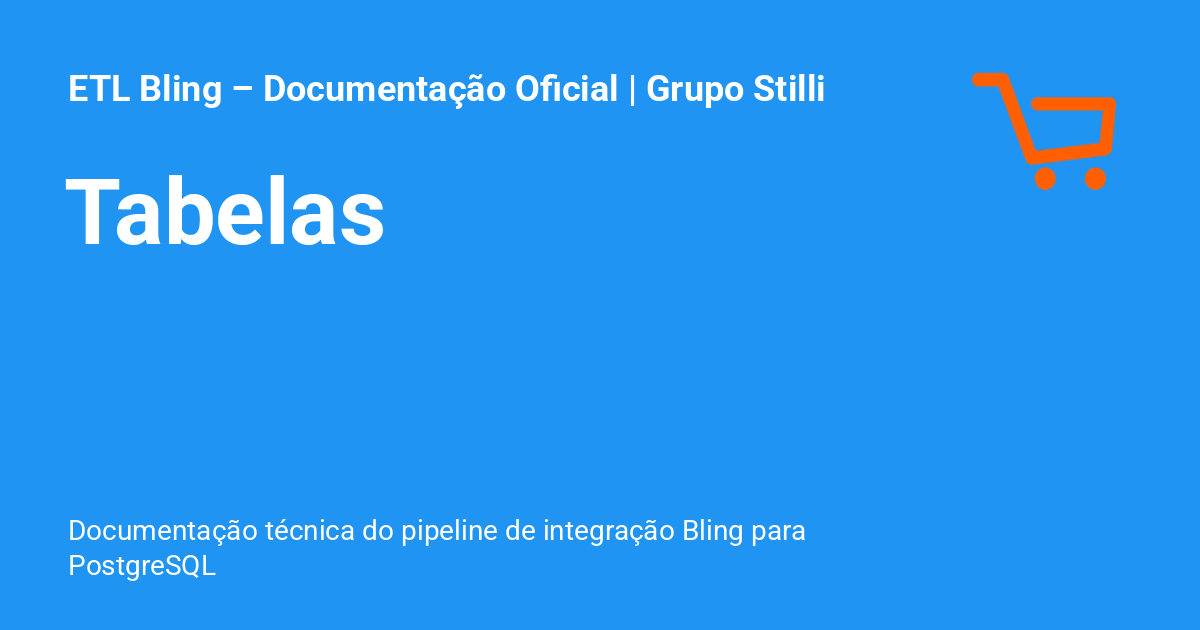 ETL Bling – Documentação Oficial | Grupo Stilli
Tabelas
Documentação técnica do pipeline de integração Bling para
PostgreSQL